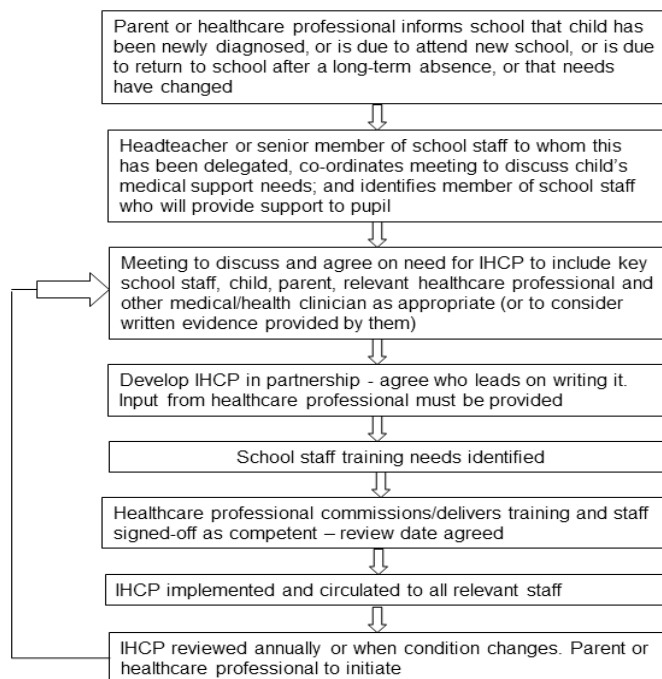 Parent or healthcare professional informs school that child has
been newly diagnosed, or is due to attend new school, or is due
to return to school after a long-term absence, or that needs
have changed
Headteacher or senior member of school staff to whom this
has been delegated, co-ordinates meeting to discuss child's
medical support needs; and identifies member of school staff
who will provide support to pupil
Meeting to discuss and agree on need for IHCP to include key
school staff, child, parent, relevant healthcare professional and
other medical/health clinician as appropriate (or to consider
written evidence provided by them)
Develop IHCP in partnership - agree who leads on writing it.
Input from healthcare professional must be provided
School staff training needs identified
Healthcare professional commissions/delivers training and staff
signed-off as competent – review date agreed
IHCP implemented and circulated to all relevant staff
IHCP reviewed annually or when condition changes. Parent or
healthcare professional to initiate